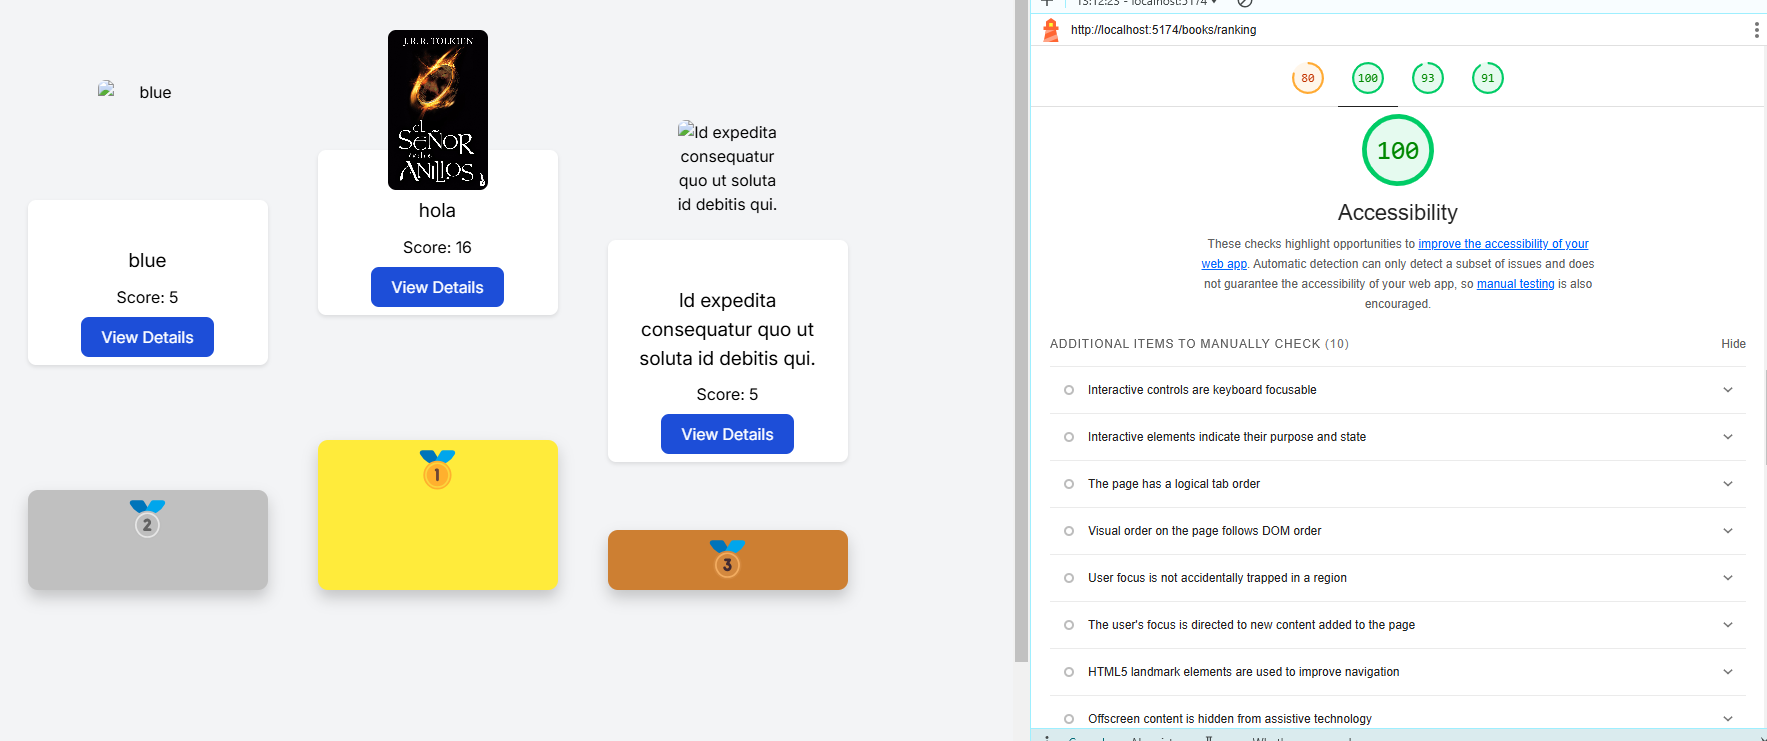 blue
J.R.R. TOLKIEN
el
SEÑOR
de los
ANILLOS
Id expedita
consequatur
quo ut soluta
id debitis qui.
blue
Score: 5
View Details
hola
Score: 16
View Details
Id expedita
consequatur quo ut
soluta id debitis qui.
Score: 5
View Details
2
1
3
13:12:23 - localhost:5174
http://localhost:5174/books/ranking
80 100 93 91
100
Accessibility
These checks highlight opportunities to improve the accessibility of your
web app. Automatic detection can only detect a subset of issues and does
not guarantee the accessibility of your web app, so manual testing is also
encouraged.
ADDITIONAL ITEMS TO MANUALLY CHECK (10) Hide
Interactive controls are keyboard focusable
Interactive elements indicate their purpose and state
The page has a logical tab order
Visual order on the page follows DOM order
User focus is not accidentally trapped in a region
The user's focus is directed to new content added to the page
HTML5 landmark elements are used to improve navigation
Offscreen content is hidden from assistive technology